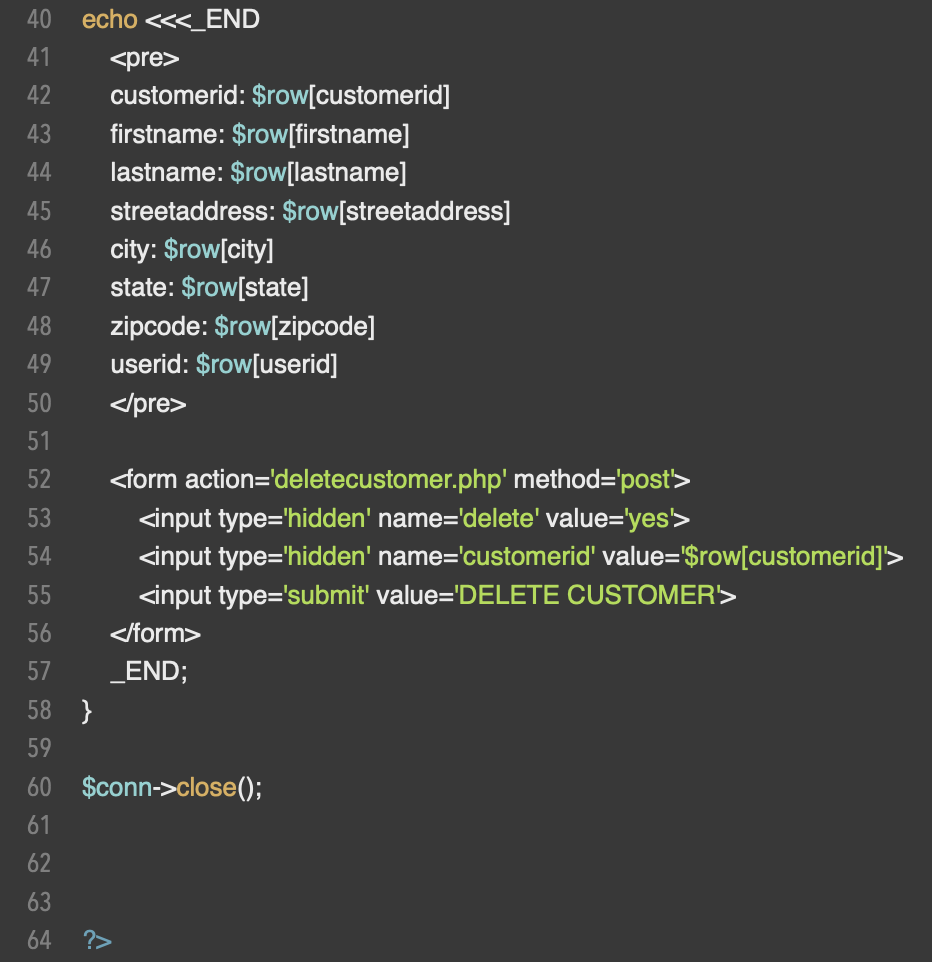 40 echo <<<_END
41 <pre>
42 customerid: $row[customerid]
43 firstname: $row[firstname]
44 lastname: $row[lastname]
45 streetaddress: $row[streetaddress]
46 city: $row[city]
47 state: $row[state]
48 zipcode: $row[zipcode]
49 userid: $row[userid]
50 </pre>
51
52 <form action='deletecustomer.php' method='post'>
53 <input type='hidden' name='delete' value='yes'>
54 <input type='hidden' name='customerid' value='$row[customerid]'>
55 <input type='submit' value='DELETE CUSTOMER'>
56 </form>
57 _END;
58 }
59
60 $conn->close();
61
62
63
64 ?>